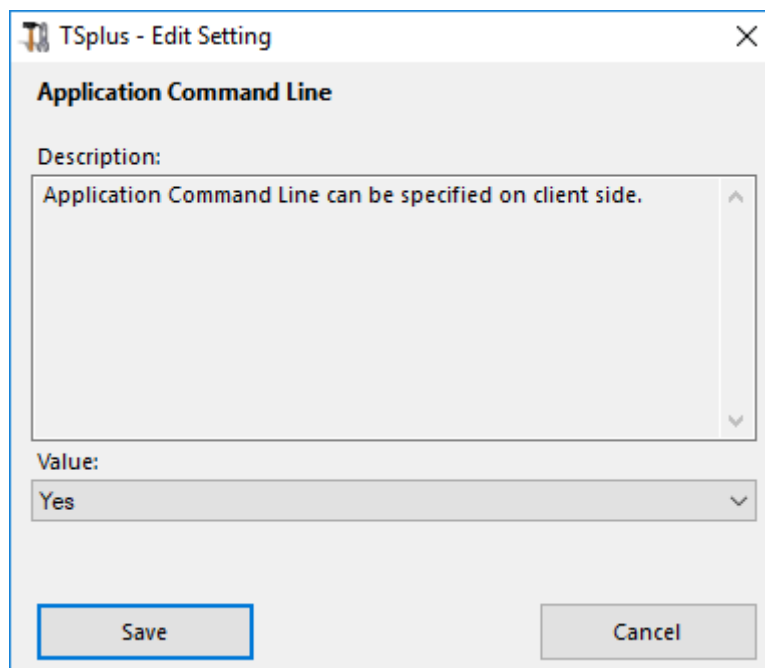 TSplus - Edit Setting
Application Command Line
Description:
Application Command Line can be specified on client side.
Value:
Yes
Save
Cancel